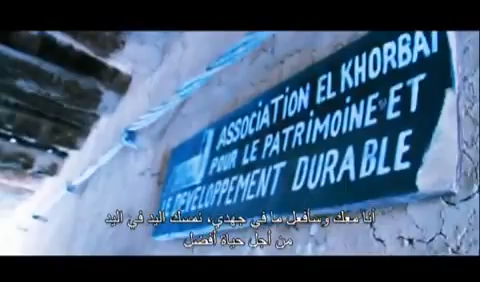 ASSOCIATION EL KHORBAT
POUR LE PATRIMOINE ET
LE DEVELOPPEMENT DURABLE
أنا معك وسأفعل ما في جهدي، نمسك اليد في اليد
من أجل حياة أفضل